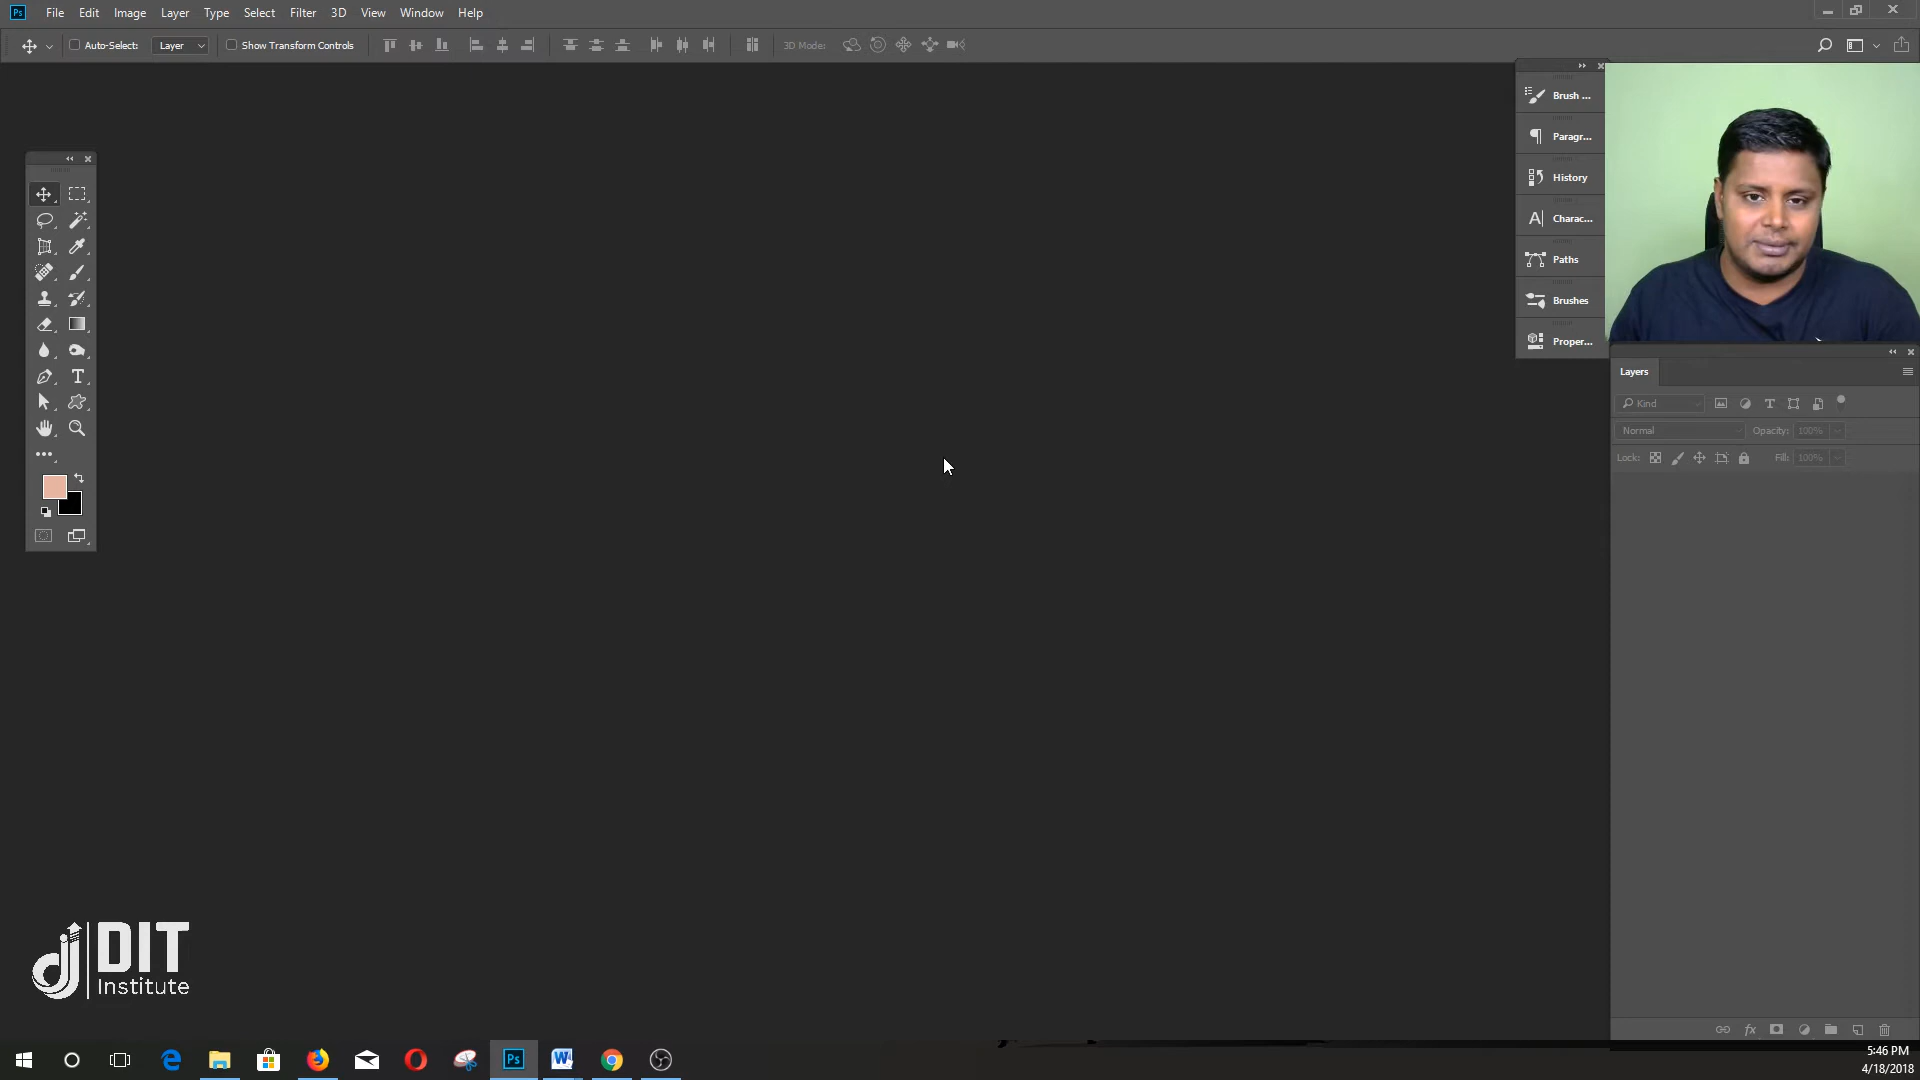 Ps File Edit Image Layer Type Select Filter 3D View Window Help
Auto-Select: Layer Show Transform Controls 3D Mode:
Brush ...
Paragr...
History
Charac...
Paths
Brushes
Proper...
Layers
Kind
Normal Opacity: 100%
Lock: Fill: 100%
DIT
Institute
Ps
5:46 PM
4/18/2018